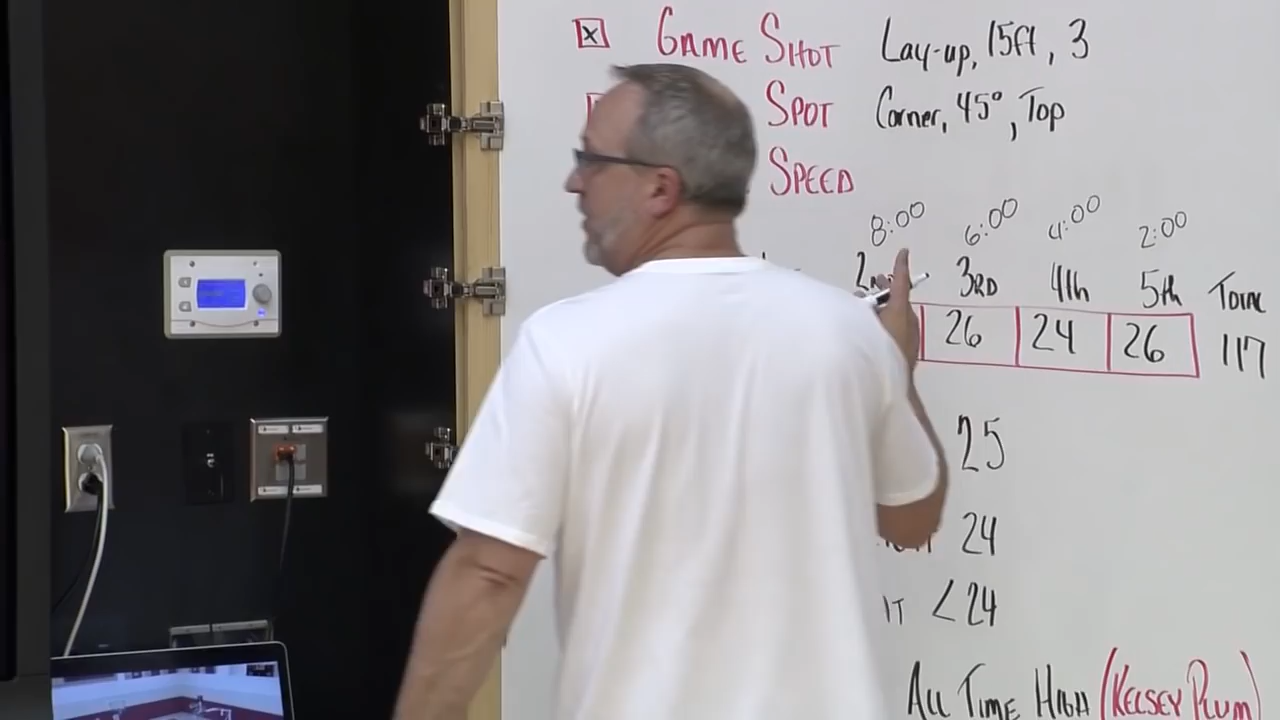 X GAME SHOT Lay-up, 15ft, 3
SPOT Corner, 45°, Top
SPEED
8:00 6:00 4:00 2:00
3RD 4th 5th TOTAL
26 24 26 117
25
24
IT <24
ALL TIME HIGH (KELSEY PLUM)